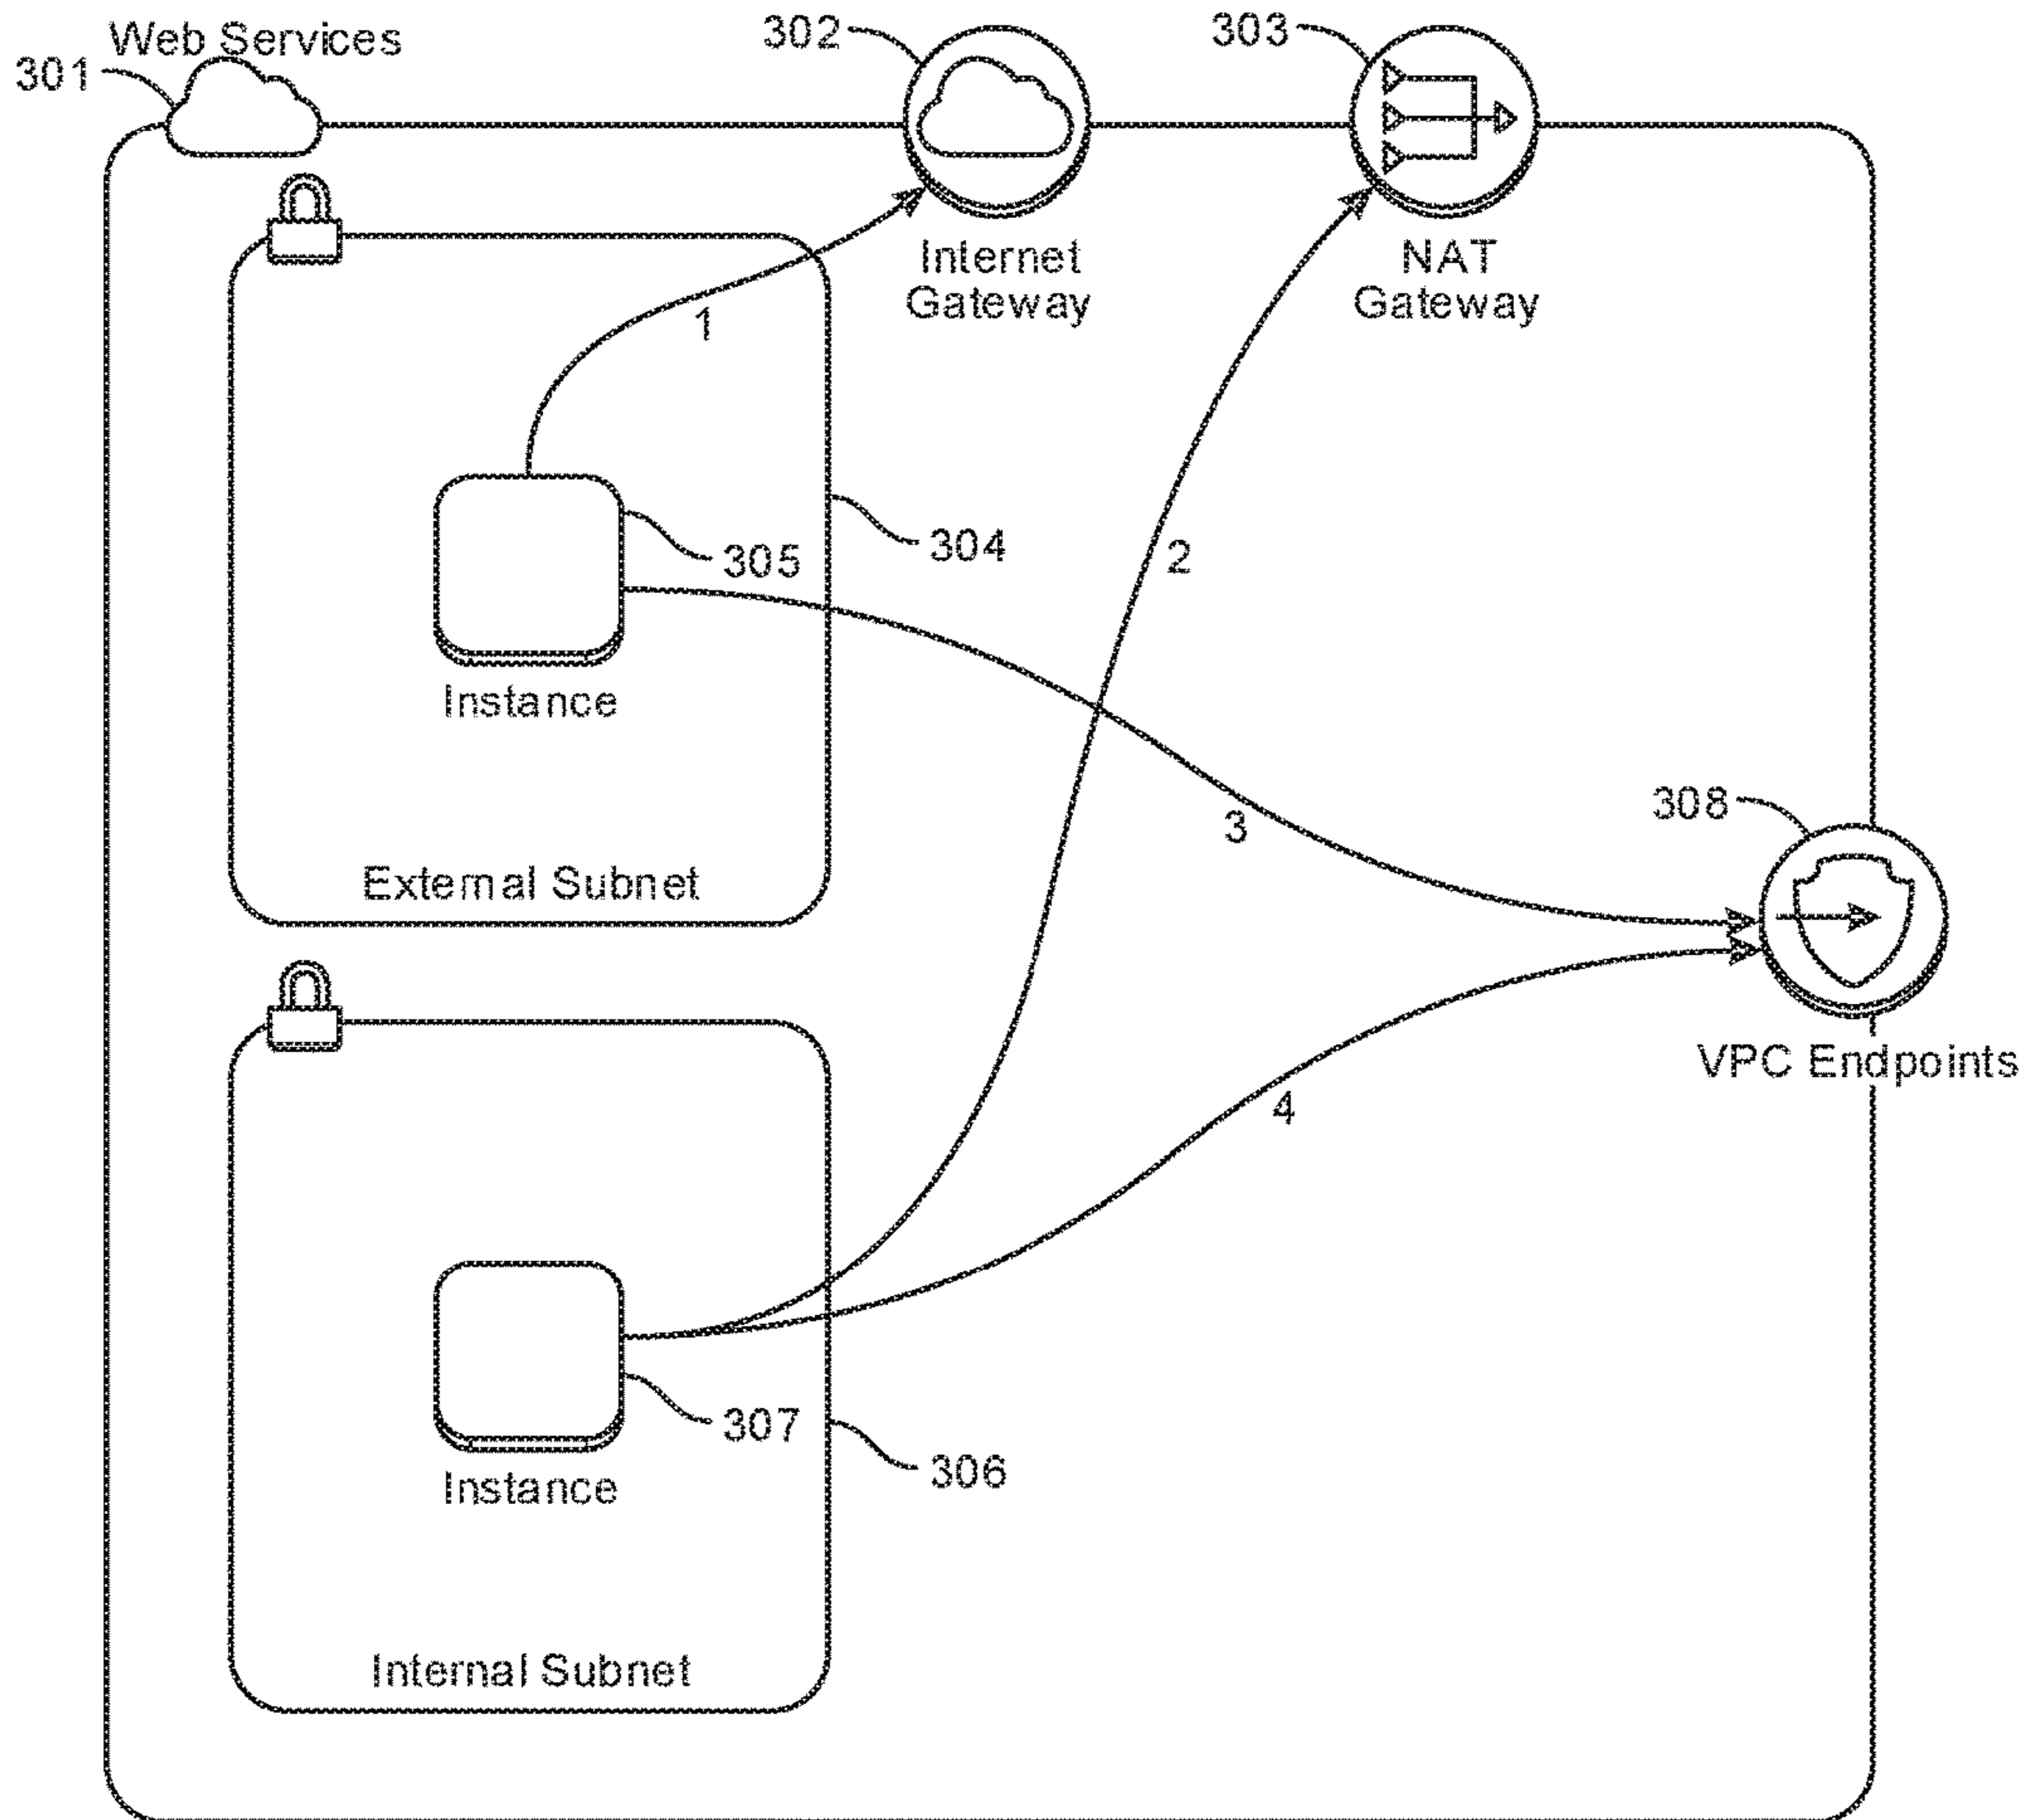 Web Services
301
302
303
Internet
Gateway
NAT
Gateway
1
305
304
2
Instance
3
308
External Subnet
VPC Endpoints
4
307
306
Instance
Internal Subnet